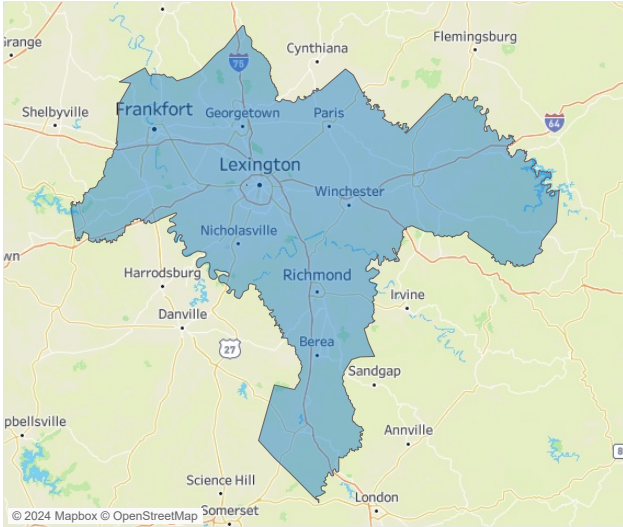 Grange
Flemingsburg
Cynthiana
75
Shelbyville
Frankfort
Georgetown
Paris
64
Lexington
Winchester
Nicholasville
wn
Harrodsburg
Richmond
Irvine
Danville
27
Berea
Sandgap
pbellsville
Annville
8
Science Hill
London
Somerset
© 2024 Mapbox © OpenStreetMap